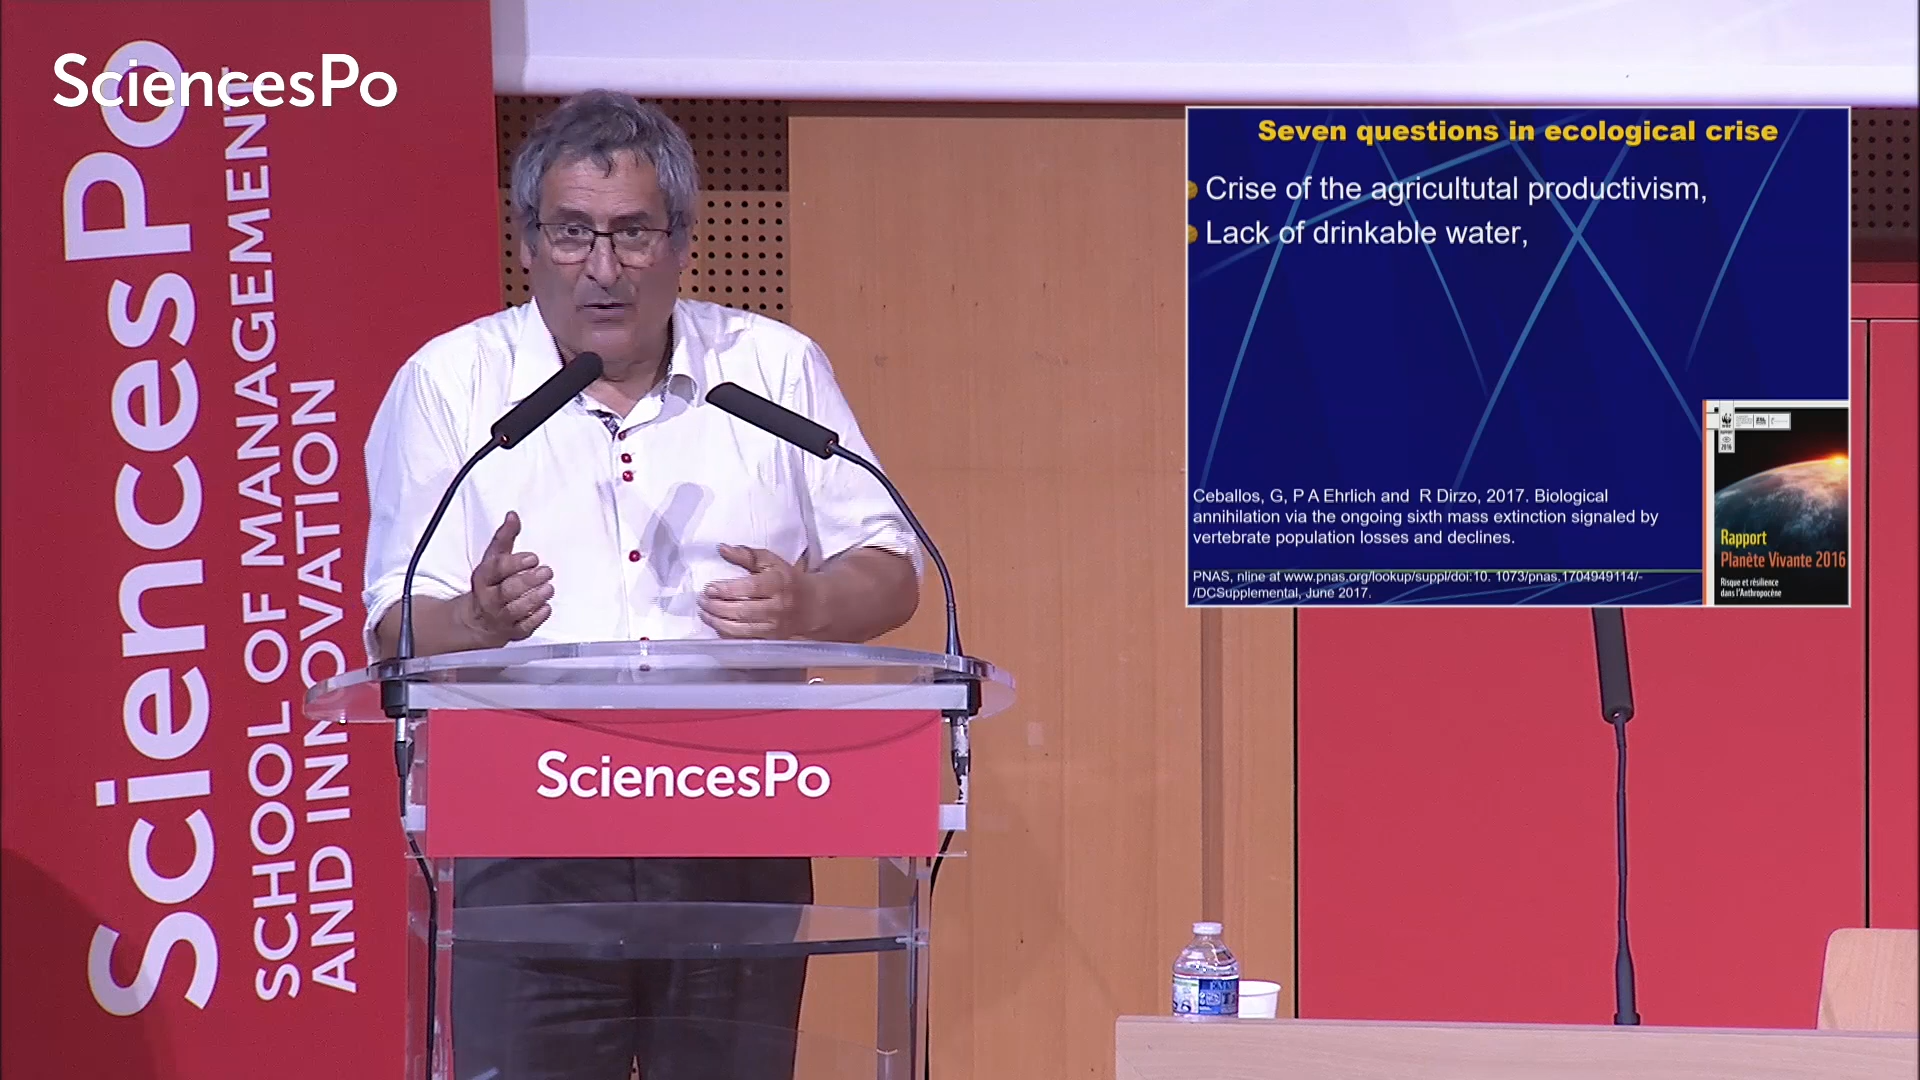 SciencesPo
SciencesPo
SCHOOL OF MANAGEMENT
AND INNOVATION
SciencesPo
Seven questions in ecological crise
Crise of the agricultutal productivism,
Lack of drinkable water,
Ceballos, G, P A Ehrlich and R Dirzo, 2017. Biological
annihilation via the ongoing sixth mass extinction signaled by
vertebrate population losses and declines.
PNAS, nline at www.pnas.org/lookup/suppl/doi:10. 1073/pnas.1704949114/-
/DCSupplemental, June 2017.
2016
Rapport
Planète Vivante 2016
Risque et résilience
dans l'Anthropocène